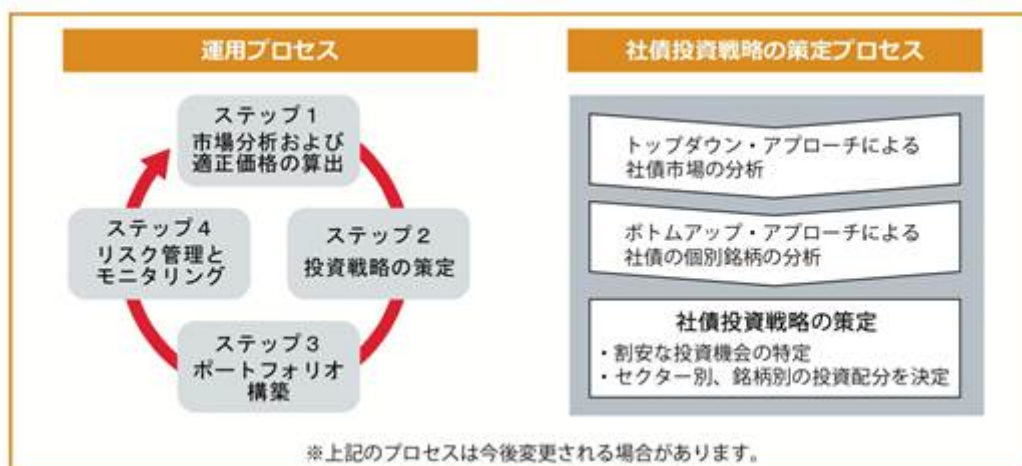 運用プロセス
ステップ1
市場分析および
適正価格の算出
ステップ2
投資戦略の策定
ステップ3
ポートフォリオ
構築
ステップ4
リスク管理と
モニタリング
社債投資戦略の策定プロセス
トップダウン・アプローチによる
社債市場の分析
ボトムアップ・アプローチによる
社債の個別銘柄の分析
社債投資戦略の策定
・割安な投資機会の特定
・セクター別、銘柄別の投資配分を決定
※上記のプロセスは今後変更される場合があります。